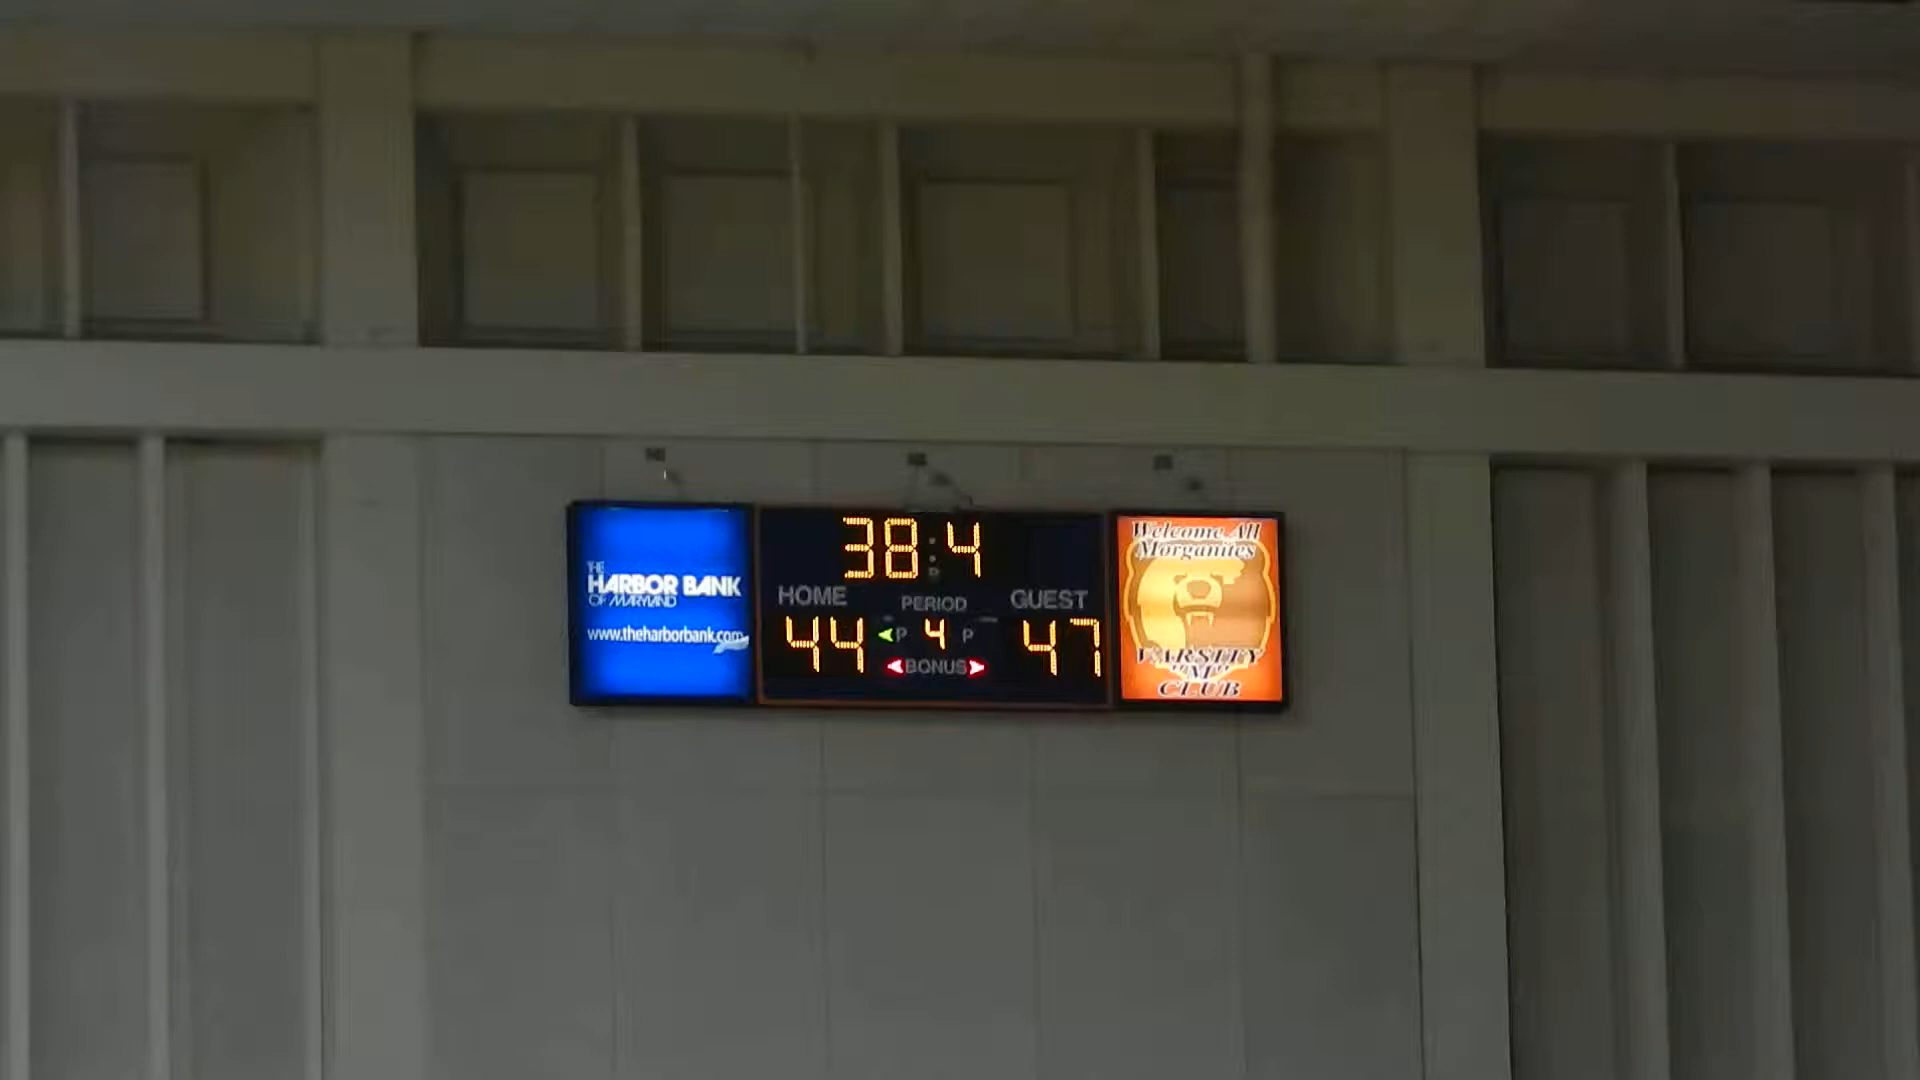 THE
HARBOR BANK
OF MARYLAND
www.theharborbank.com
38:4
HOME PERIOD GUEST
44 P 4 P 47
BONUS
Welcome All
Morganites
VARSITY
"M"
CLUB